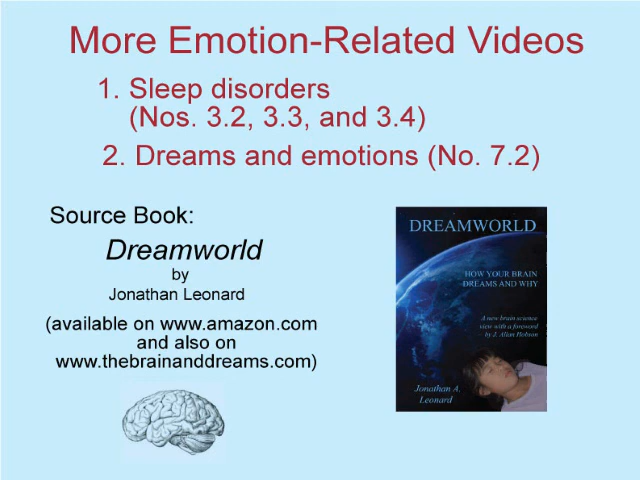 More Emotion-Related Videos
1. Sleep disorders
(Nos. 3.2, 3.3, and 3.4)
2. Dreams and emotions (No. 7.2)
Source Book:
Dreamworld
by
Jonathan Leonard
(available on www.amazon.com
and also on
www.thebrainanddreams.com)
DREAMWORLD
HOW YOUR BRAIN
DREAMS AND WHY
A new brain science
view with a foreword
by J. Allan Hobson
Jonathan A.
Leonard